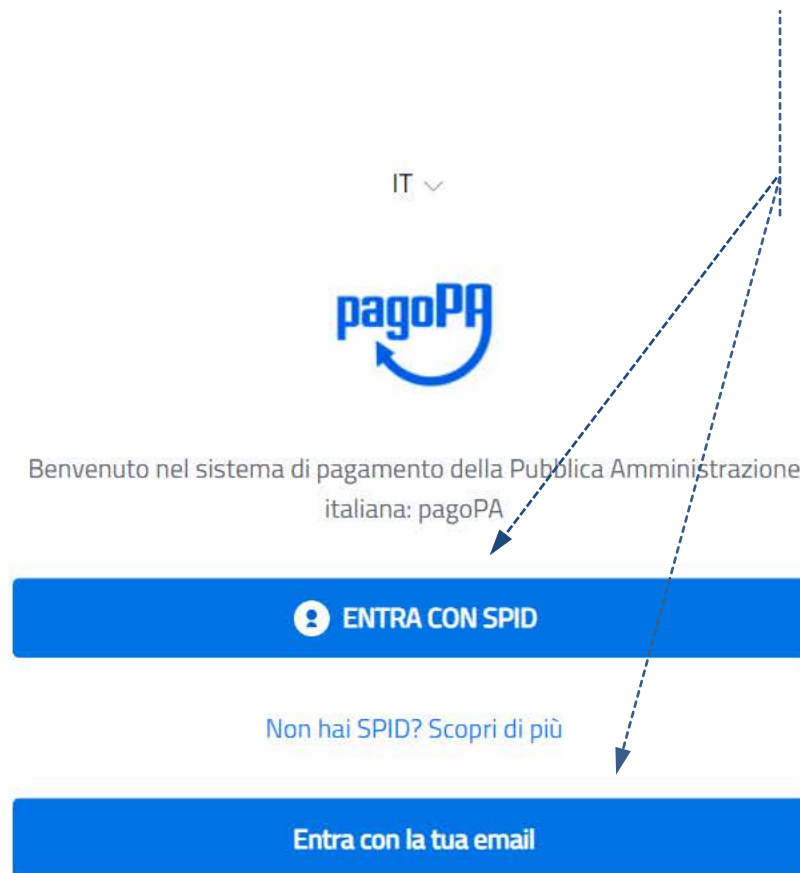 IT
pagoPA
Benvenuto nel sistema di pagamento della Pubblica Amministrazione
italiana: pagoPA
ENTRA CON SPID
Non hai SPID? Scopri di più
Entra con la tua email